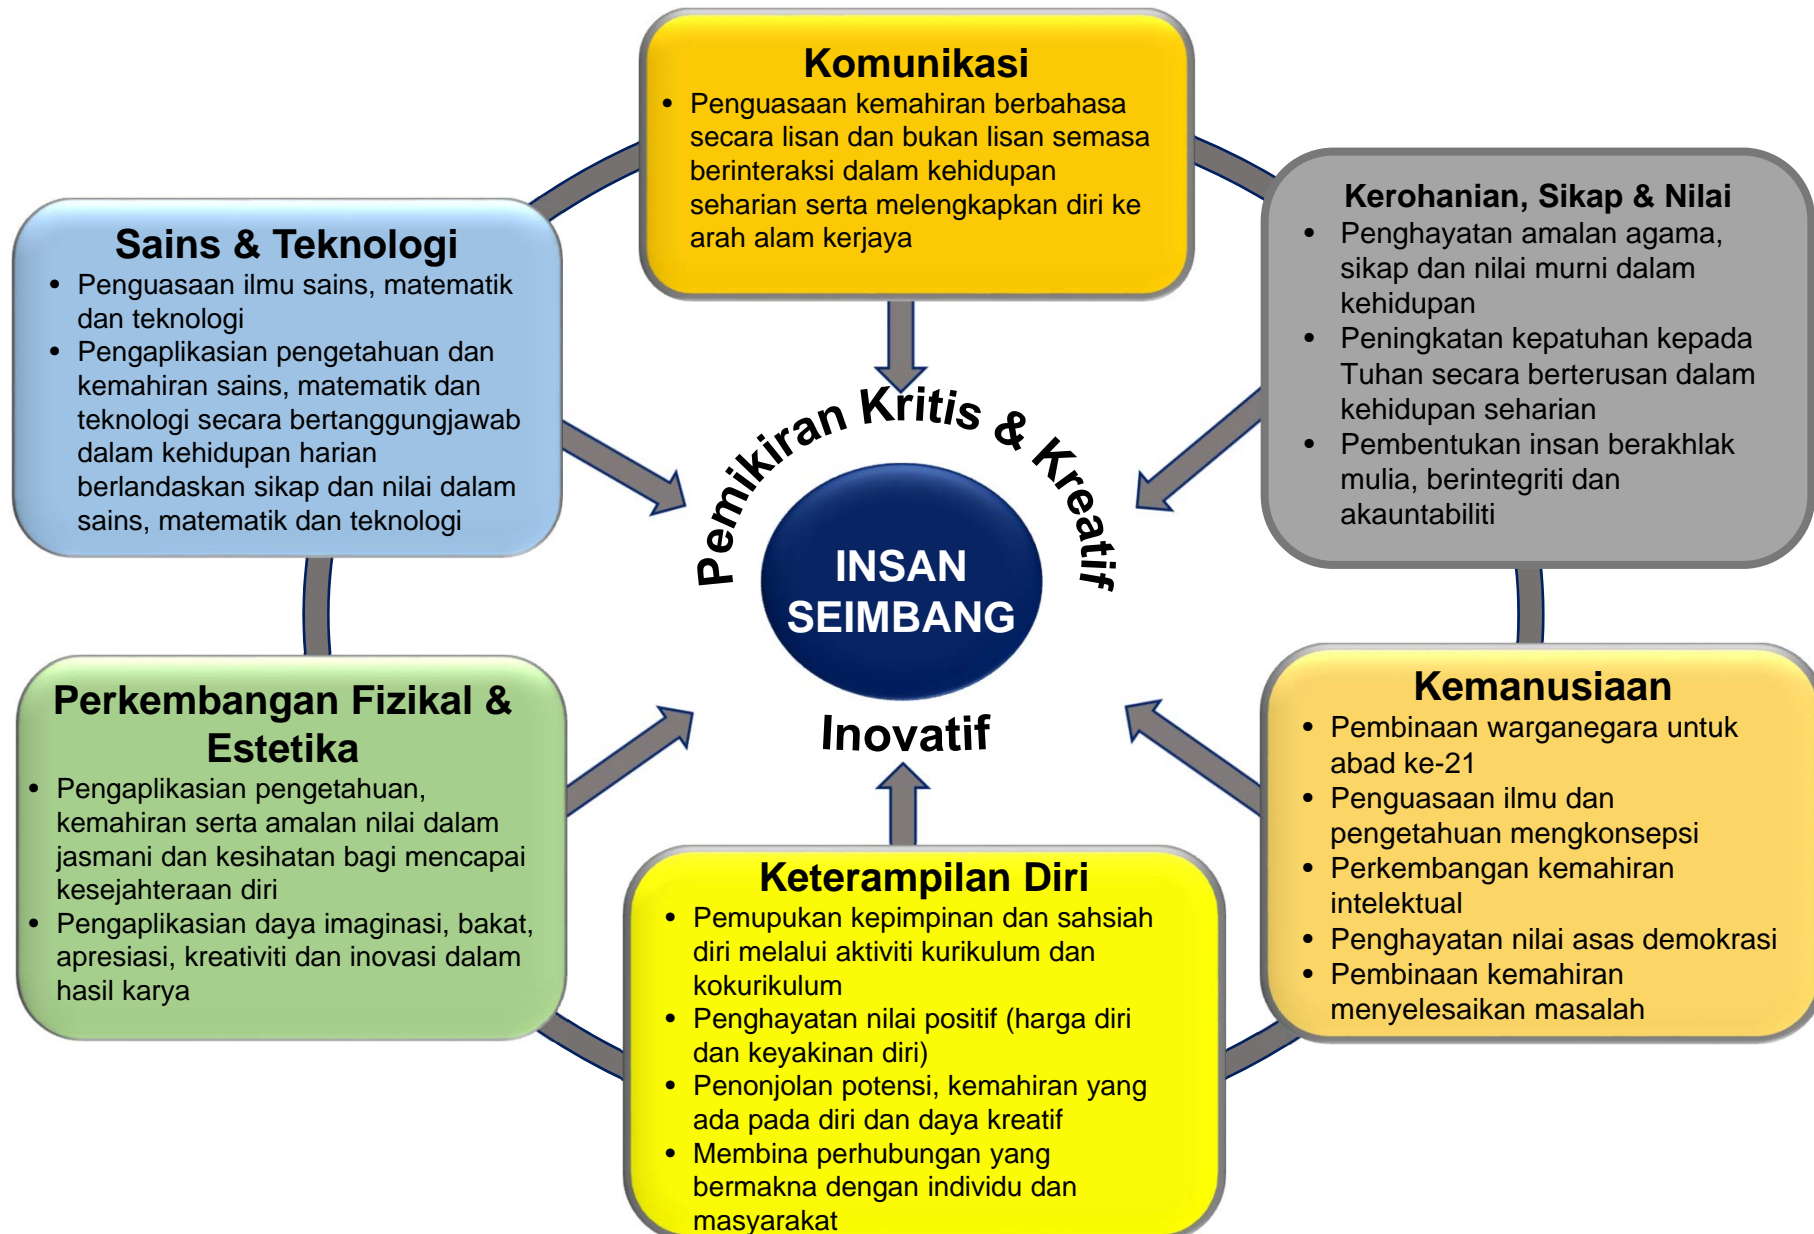 Komunikasi
• Penguasaan kemahiran berbahasa
secara lisan dan bukan lisan semasa
berinteraksi dalam kehidupan
seharian serta melengkapkan diri ke
arah alam kerjaya
Sains & Teknologi
• Penguasaan ilmu sains, matematik
dan teknologi
• Pengaplikasian pengetahuan dan
kemahiran sains, matematik dan
teknologi secara bertanggungjawab
dalam kehidupan harian
berlandaskan sikap dan nilai dalam
sains, matematik dan teknologi
Kerohanian, Sikap & Nilai
• Penghayatan amalan agama,
sikap dan nilai murni dalam
kehidupan
• Peningkatan kepatuhan kepada
Tuhan secara berterusan dalam
kehidupan seharian
• Pembentukan insan berakhlak
mulia, berintegriti dan
akauntabiliti
Pemikiran Kritis & Kreatif
INSAN
SEIMBANG
Inovatif
Perkembangan Fizikal &
Estetika
• Pengaplikasian pengetahuan,
kemahiran serta amalan nilai dalam
jasmani dan kesihatan bagi mencapai
kesejahteraan diri
• Pengaplikasian daya imaginasi, bakat,
apresiasi, kreativiti dan inovasi dalam
hasil karya
Kemanusiaan
• Pembinaan warganegara untuk
abad ke-21
• Penguasaan ilmu dan
pengetahuan mengkonsepsi
• Perkembangan kemahiran
intelektual
• Penghayatan nilai asas demokrasi
• Pembinaan kemahiran
menyelesaikan masalah
Keterampilan Diri
• Pemupukan kepimpinan dan sahsiah
diri melalui aktiviti kurikulum dan
kokurikulum
• Penghayatan nilai positif (harga diri
dan keyakinan diri)
• Penonjolan potensi, kemahiran yang
ada pada diri dan daya kreatif
• Membina perhubungan yang
bermakna dengan individu dan
masyarakat